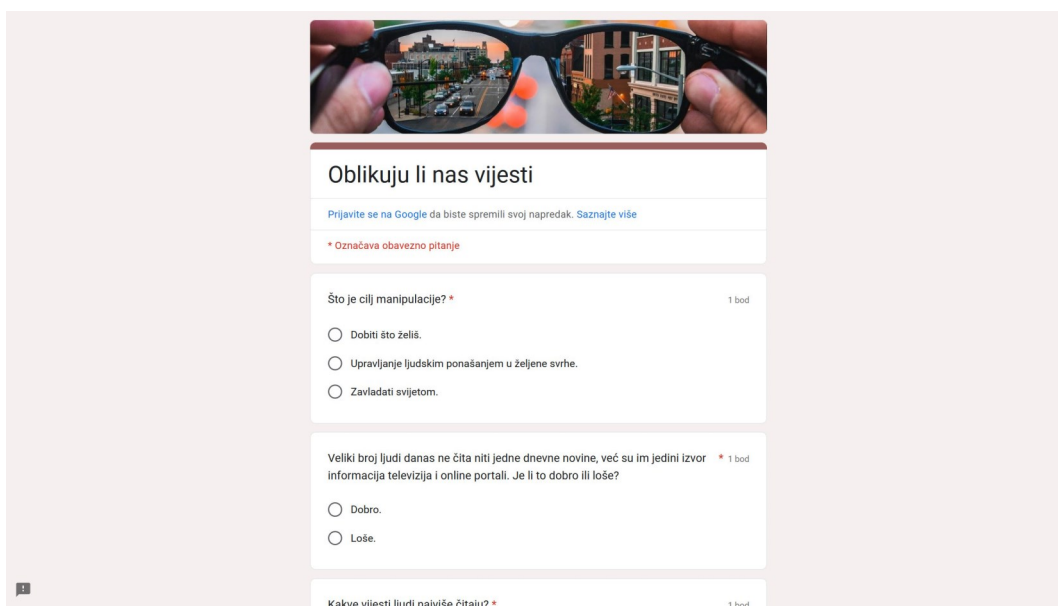 Oblikuju li nas vijesti
Prijavite se na Google da biste spremili svoj napredak. Saznajte više
* Označava obavezno pitanje
Što je cilj manipulacije? * 1 bod
Dobiti što želiš.
Upravljanje ljudskim ponašanjem u željene svrhe.
Zavladati svijetom.
Veliki broj ljudi danas ne čita niti jedne dnevne novine, već su im jedini izvor * 1 bod
informacija televizija i online portali. Je li to dobro ili loše?
Dobro.
Loše.
Kakve vijesti ljudi najviše čitaju? * 1 bod